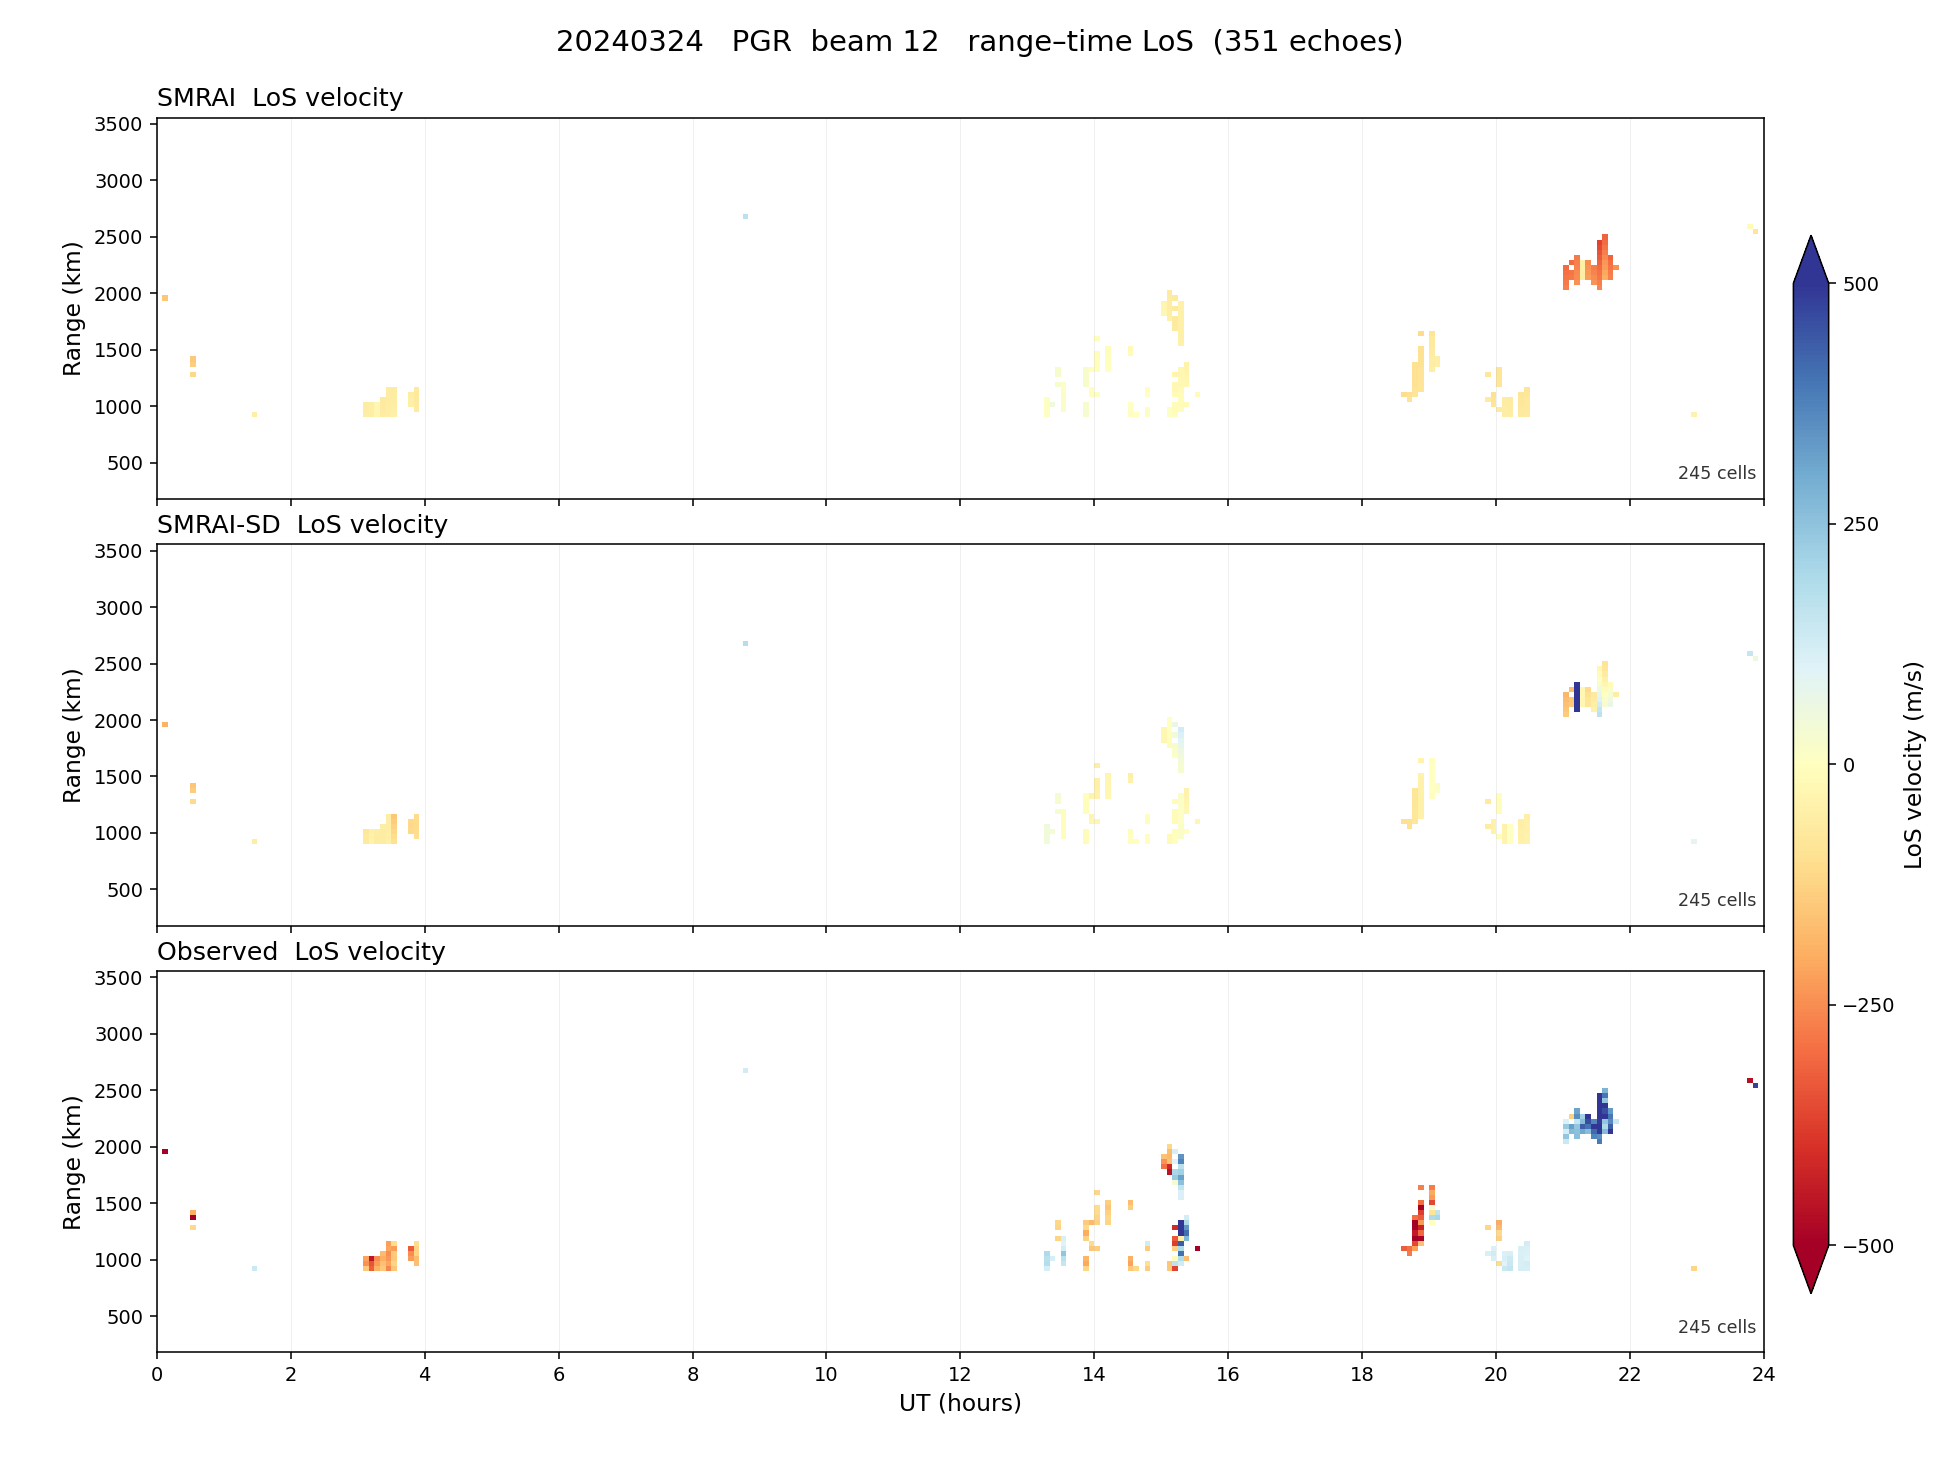 20240324   PGR  beam 12   range–time LoS  (351 echoes)
SMRAI  LoS velocity
3500
3000
2500
2000
1500
1000
500
Range (km)
245 cells
SMRAI-SD  LoS velocity
3500
3000
2500
2000
1500
1000
500
Range (km)
245 cells
Observed  LoS velocity
3500
3000
2500
2000
1500
1000
500
Range (km)
245 cells
0 2 4 6 8 10 12 14 16 18 20 22 24
UT (hours)
500
250
0
−250
−500
LoS velocity (m/s)